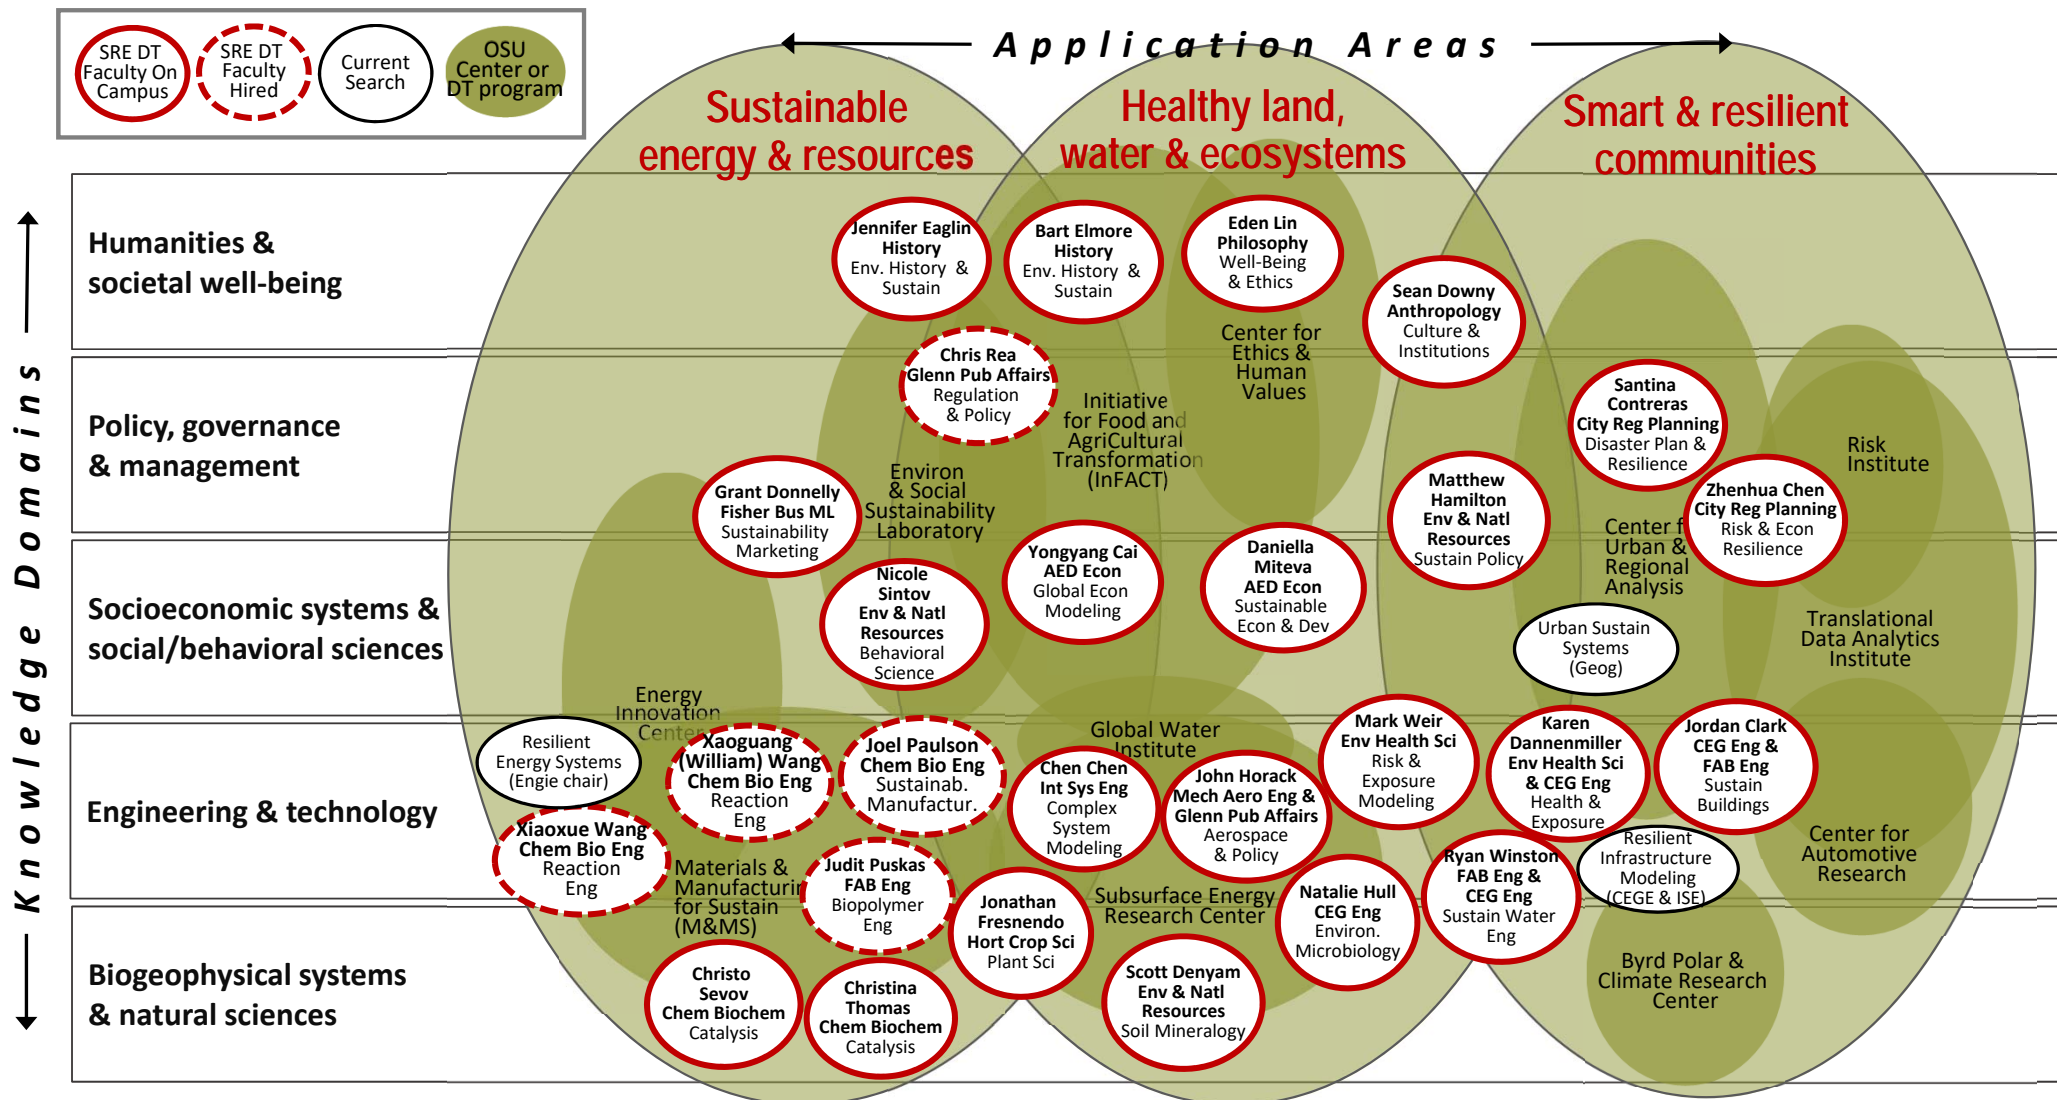 SRE DT
Faculty On
Campus
SRE DT
Faculty
Hired
Current
Search
OSU
Center or
DT program
Application Areas
Sustainable
energy & resources
Healthy land,
water & ecosystems
Smart & resilient
communities
Knowledge Domains
Humanities &
societal well-being
Policy, governance
& management
Socioeconomic systems &
social/behavioral sciences
Engineering & technology
Biogeophysical systems
& natural sciences
Jennifer Eaglin
History
Env. History &
Sustain
Bart Elmore
History
Env. History &
Sustain
Eden Lin
Philosophy
Well-Being
& Ethics
Sean Downy
Anthropology
Culture &
Institutions
Center for
Ethics &
Human
Values
Chris Rea
Glenn Pub Affairs
Regulation
& Policy
Initiative
for Food and
AgriCultural
Transformation
(InFACT)
Santina
Contreras
City Reg Planning
Disaster Plan &
Resilience
Risk
Institute
Grant Donnelly
Fisher Bus ML
Sustainability
Marketing
Environ
& Social
Sustainability
Laboratory
Matthew
Hamilton
Env & Natl
Resources
Sustain Policy
Zhenhua Chen
City Reg Planning
Risk & Econ
Resilience
Center f
Urban &
Regional
Analysis
Nicole
Sintov
Env & Natl
Resources
Behavioral
Science
Yongyang Cai
AED Econ
Global Econ
Modeling
Daniella
Miteva
AED Econ
Sustainable
Econ & Dev
Urban Sustain
Systems
(Geog)
Translational
Data Analytics
Institute
Energy
Innovation
Center
Resilient
Energy Systems
(Engie chair)
Xaoguang
(William) Wang
Chem Bio Eng
Reaction
Eng
Joel Paulson
Chem Bio Eng
Sustainab.
Manufactur.
Global Water
Institute
Chen Chen
Int Sys Eng
Complex
System
Modeling
John Horack
Mech Aero Eng &
Glenn Pub Affairs
Aerospace
& Policy
Mark Weir
Env Health Sci
Risk &
Exposure
Modeling
Karen
Dannenmiller
Env Health Sci
& CEG Eng
Health &
Exposure
Jordan Clark
CEG Eng &
FAB Eng
Sustain
Buildings
Xiaoxue Wang
Chem Bio Eng
Reaction
Eng
Materials &
Manufacturin
for Sustain
(M&MS)
Judit Puskas
FAB Eng
Biopolymer
Eng
Jonathan
Fresnendo
Hort Crop Sci
Plant Sci
Subsurface Energy
Research Center
Natalie Hull
CEG Eng
Environ.
Microbiology
Ryan Winston
FAB Eng &
CEG Eng
Sustain Water
Eng
Resilient
Infrastructure
Modeling
(CEGE & ISE)
Center for
Automotive
Research
Christo
Sevov
Chem Biochem
Catalysis
Christina
Thomas
Chem Biochem
Catalysis
Scott Denyam
Env & Natl
Resources
Soil Mineralogy
Byrd Polar &
Climate Research
Center